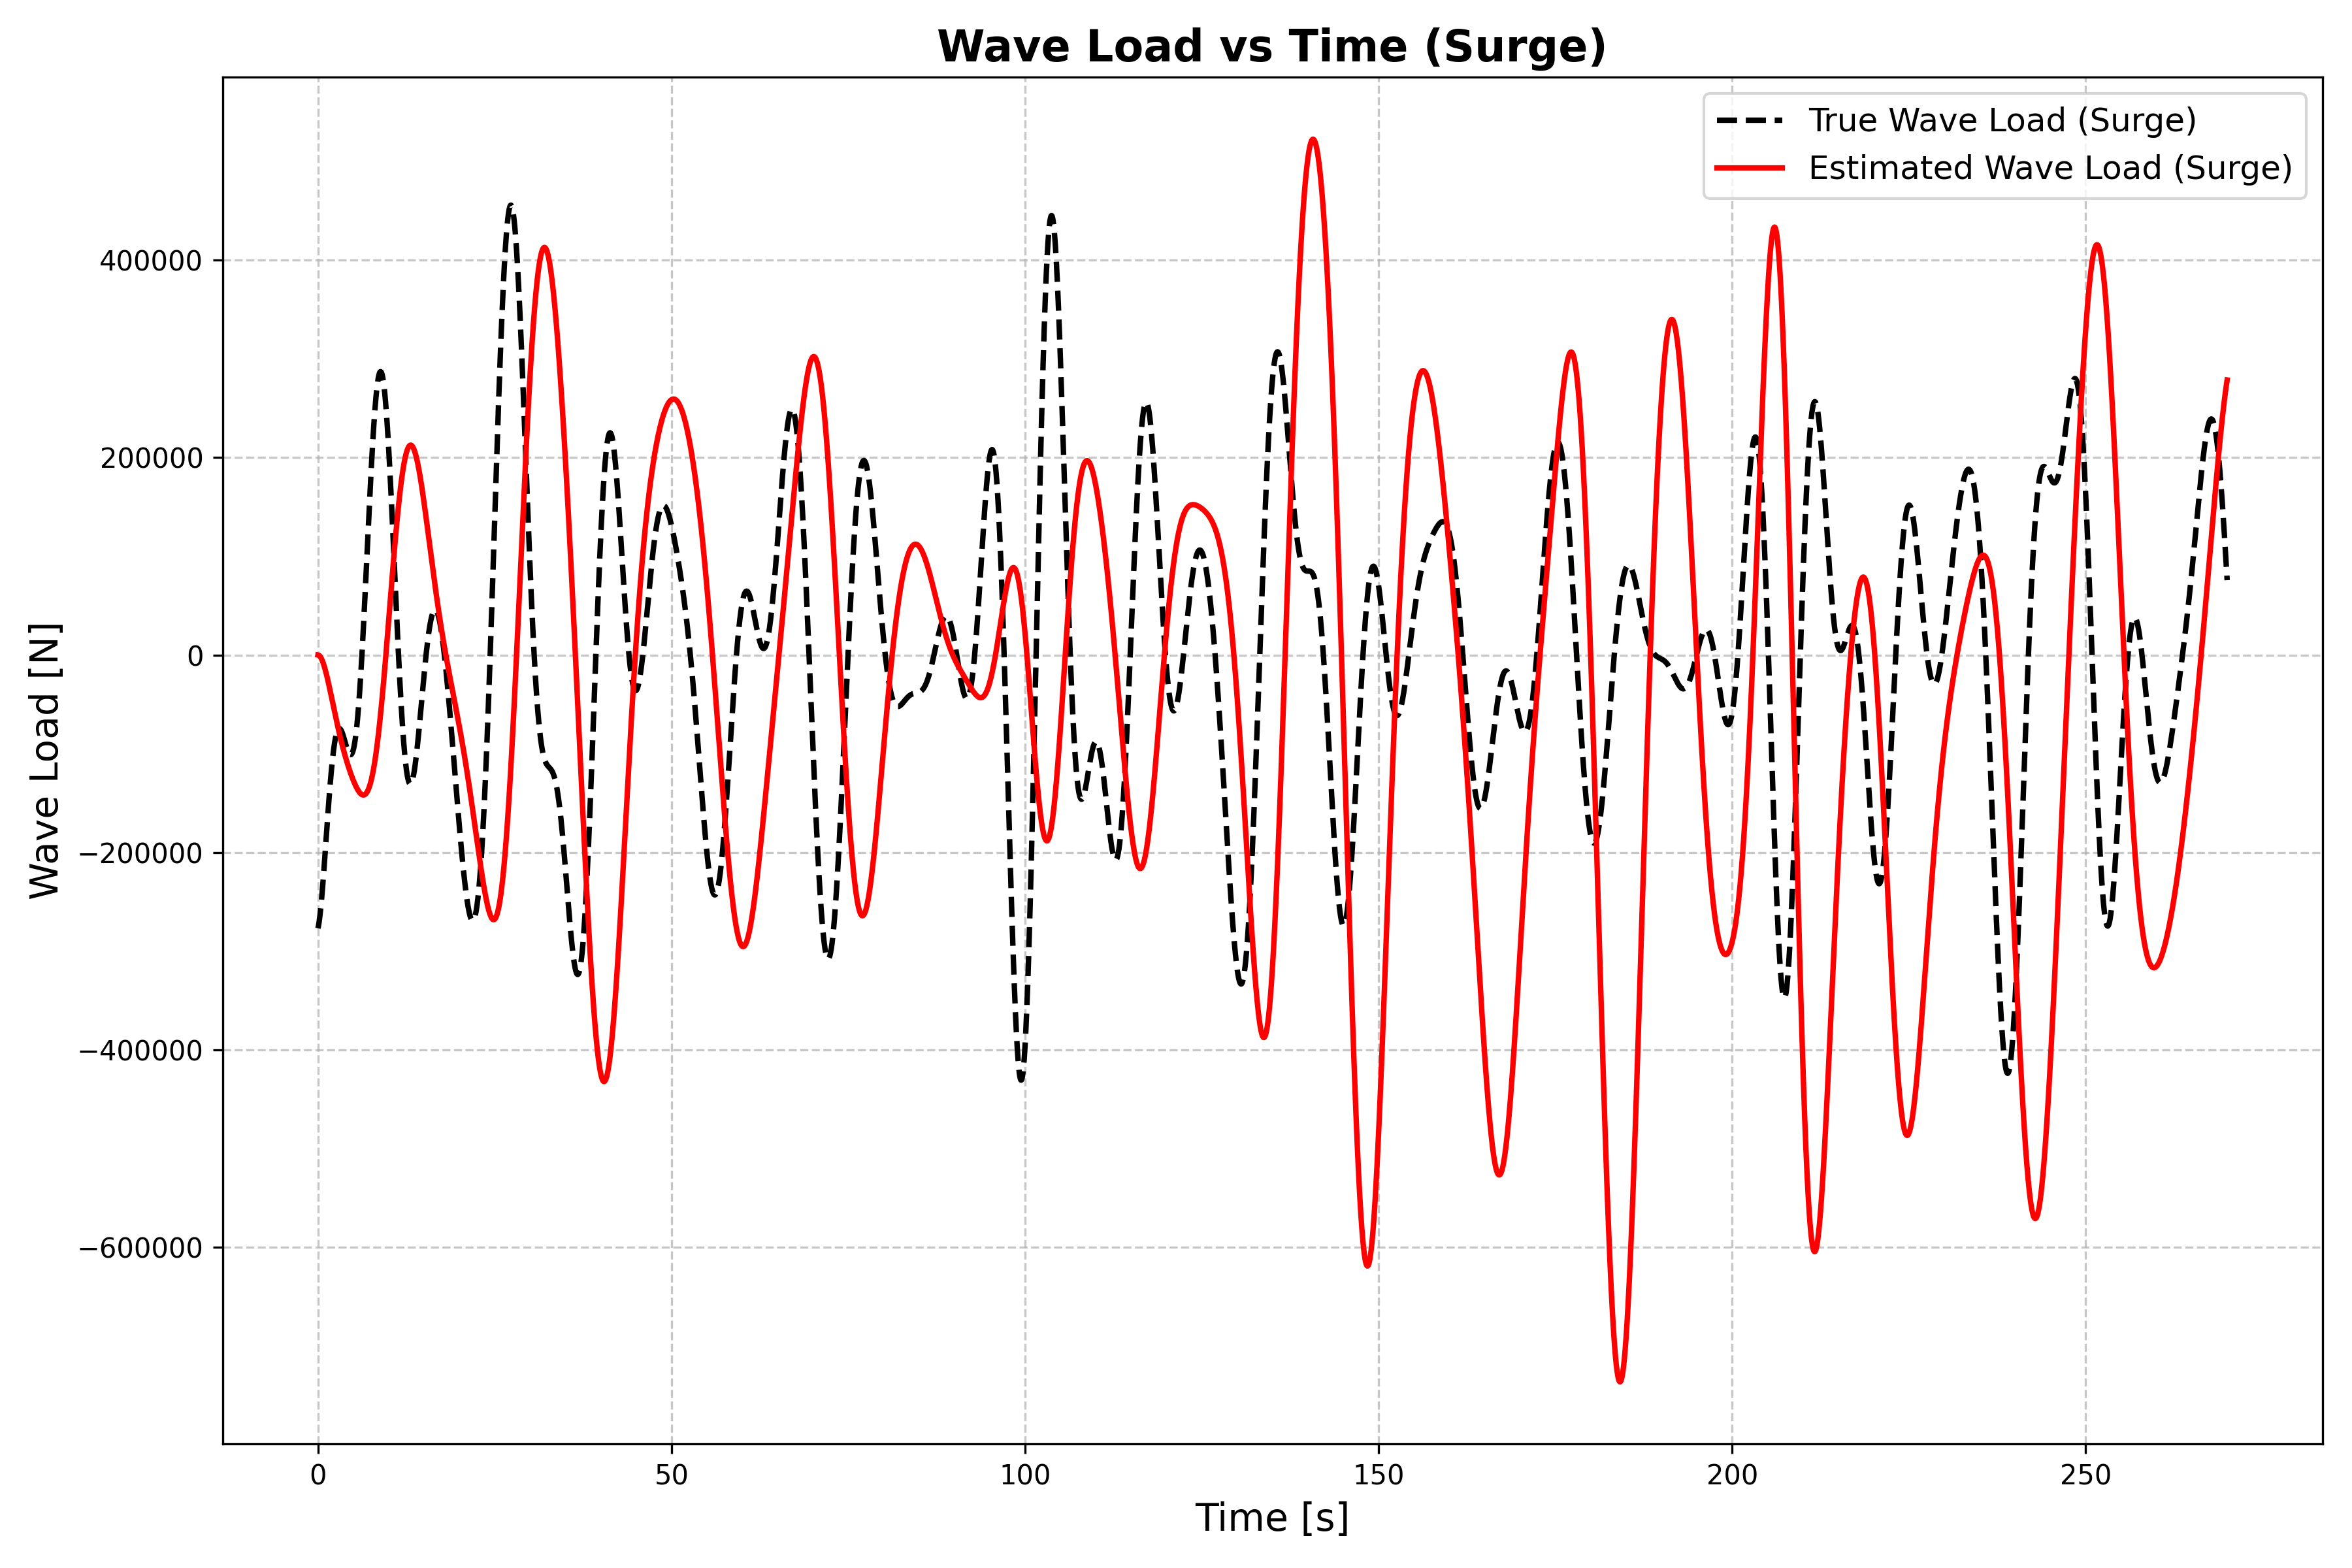 Wave Load vs Time (Surge)
True Wave Load (Surge)
Estimated Wave Load (Surge)
Wave Load [N]
400000
200000
0
−200000
−400000
−600000
0 50 100 150 200 250
Time [s]